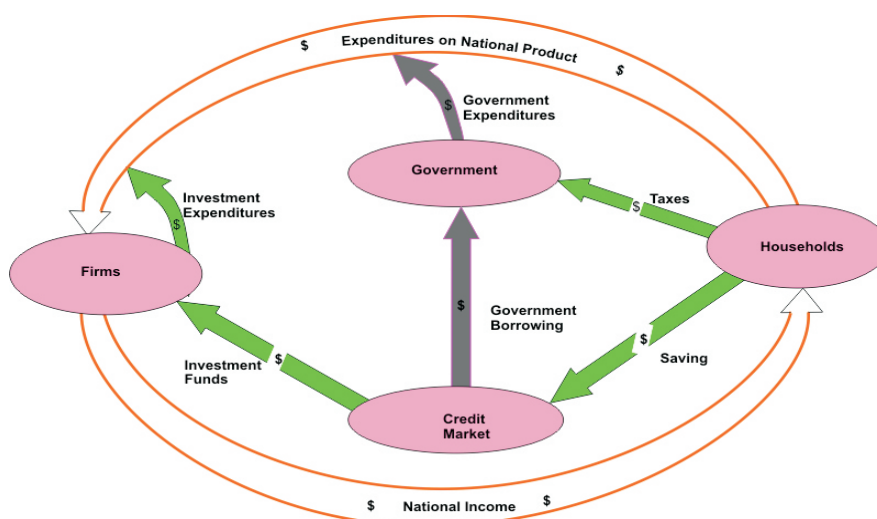 $ Expenditures on National Product $
$ Government
Expenditures
Government
$ Taxes
Investment
Expenditures
$
Households
Firms
$
Government
Borrowing
$
Saving
Investment
Funds
$
Credit
Market
$ National Income $